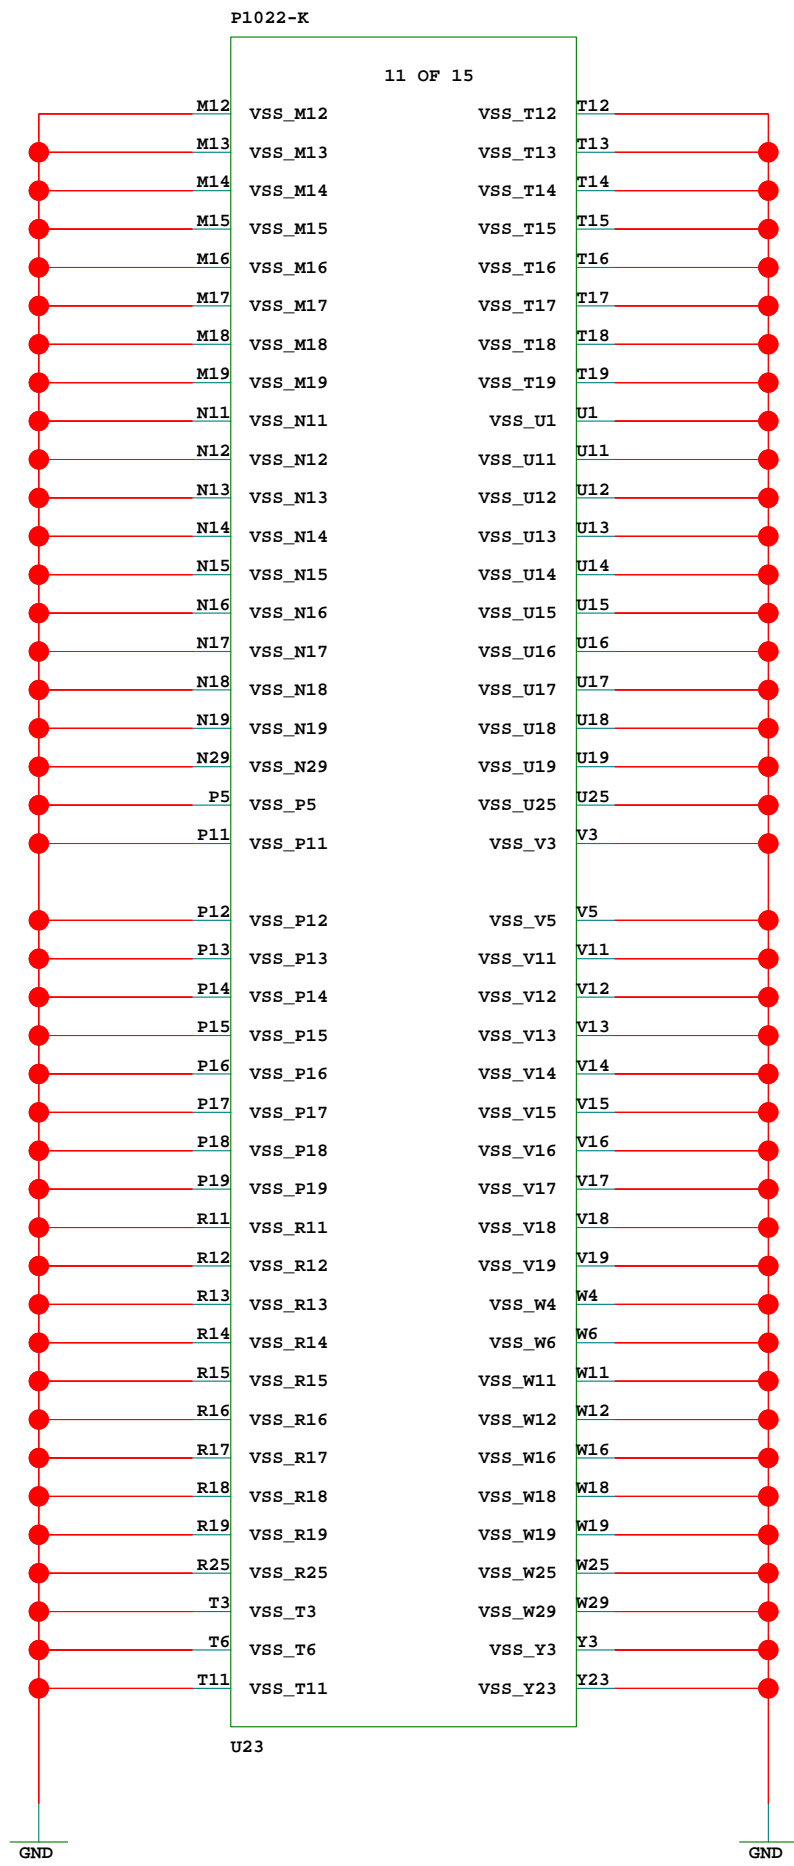 P1022-K
11 OF 15
M12 VSS_M12 VSS_T12 T12
M13 VSS_M13 VSS_T13 T13
M14 VSS_M14 VSS_T14 T14
M15 VSS_M15 VSS_T15 T15
M16 VSS_M16 VSS_T16 T16
M17 VSS_M17 VSS_T17 T17
M18 VSS_M18 VSS_T18 T18
M19 VSS_M19 VSS_T19 T19
N11 VSS_N11 VSS_U1 U1
N12 VSS_N12 VSS_U11 U11
N13 VSS_N13 VSS_U12 U12
N14 VSS_N14 VSS_U13 U13
N15 VSS_N15 VSS_U14 U14
N16 VSS_N16 VSS_U15 U15
N17 VSS_N17 VSS_U16 U16
N18 VSS_N18 VSS_U17 U17
N19 VSS_N19 VSS_U18 U18
N29 VSS_N29 VSS_U19 U19
P5 VSS_P5 VSS_U25 U25
P11 VSS_P11 VSS_V3 V3
P12 VSS_P12 VSS_V5 V5
P13 VSS_P13 VSS_V11 V11
P14 VSS_P14 VSS_V12 V12
P15 VSS_P15 VSS_V13 V13
P16 VSS_P16 VSS_V14 V14
P17 VSS_P17 VSS_V15 V15
P18 VSS_P18 VSS_V16 V16
P19 VSS_P19 VSS_V17 V17
R11 VSS_R11 VSS_V18 V18
R12 VSS_R12 VSS_V19 V19
R13 VSS_R13 VSS_W4 W4
R14 VSS_R14 VSS_W6 W6
R15 VSS_R15 VSS_W11 W11
R16 VSS_R16 VSS_W12 W12
R17 VSS_R17 VSS_W16 W16
R18 VSS_R18 VSS_W18 W18
R19 VSS_R19 VSS_W19 W19
R25 VSS_R25 VSS_W25 W25
T3 VSS_T3 VSS_W29 W29
T6 VSS_T6 VSS_Y3 Y3
T11 VSS_T11 VSS_Y23 Y23
U23
GND GND